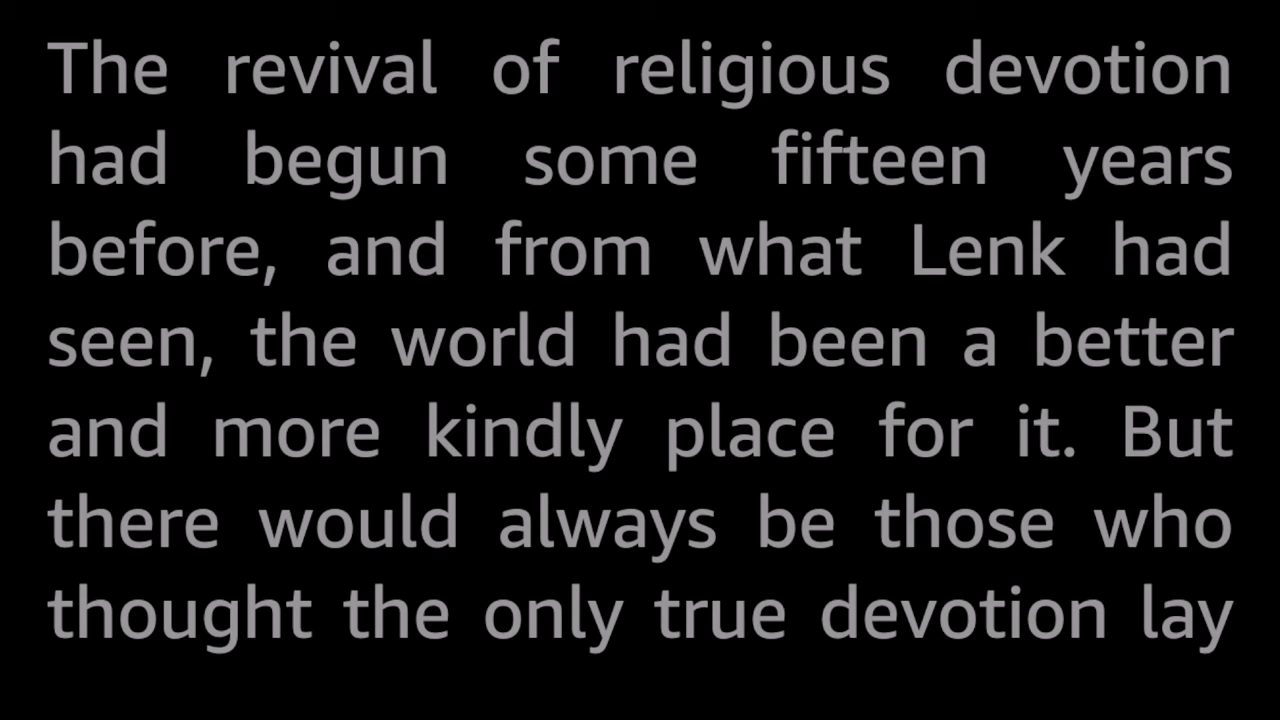 The revival of religious devotion
had begun some fifteen years
before, and from what Lenk had
seen, the world had been a better
and more kindly place for it. But
there would always be those who
thought the only true devotion lay